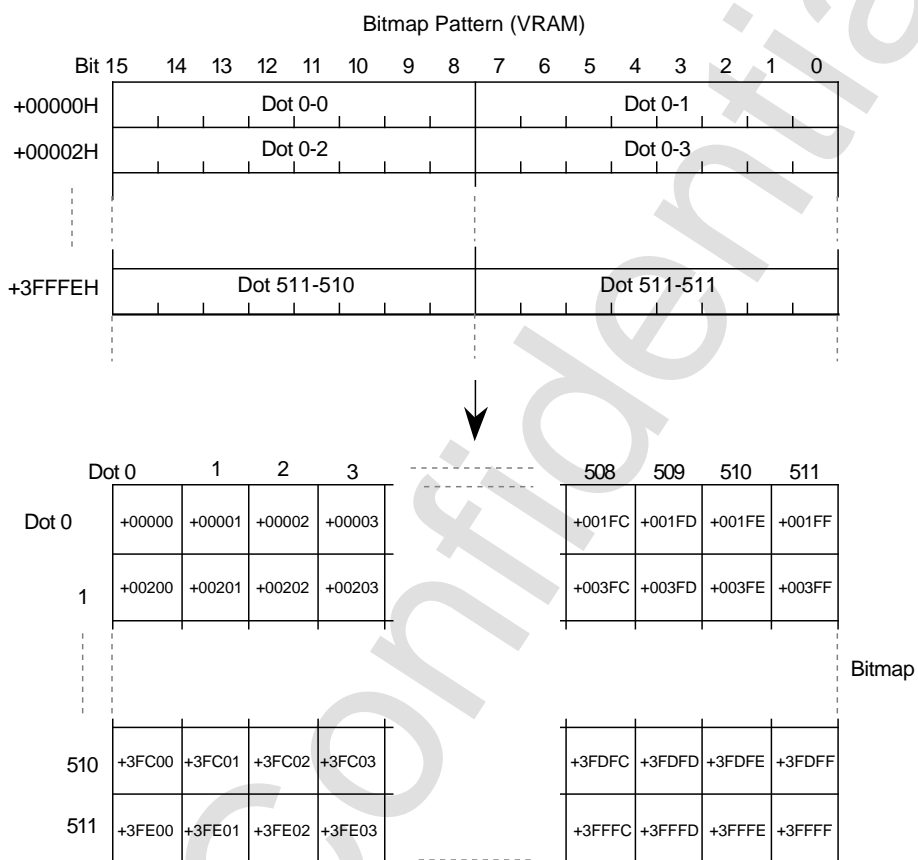 Bitmap Pattern (VRAM)
Bit 15 14 13 12 11 10 9 8 7 6 5 4 3 2 1 0
+00000H Dot 0-0 Dot 0-1
+00002H Dot 0-2 Dot 0-3
+3FFFEH Dot 511-510 Dot 511-511
Dot 0 1 2 3 508 509 510 511
Dot 0 +00000 +00001 +00002 +00003 +001FC +001FD +001FE +001FF
1 +00200 +00201 +00202 +00203 +003FC +003FD +003FE +003FF
Bitmap
510 +3FC00 +3FC01 +3FC02 +3FC03 +3FDFC +3FDFD +3FDFE +3FDFF
511 +3FE00 +3FE01 +3FE02 +3FE03 +3FFFC +3FFFD +3FFFE +3FFFF
Confidential